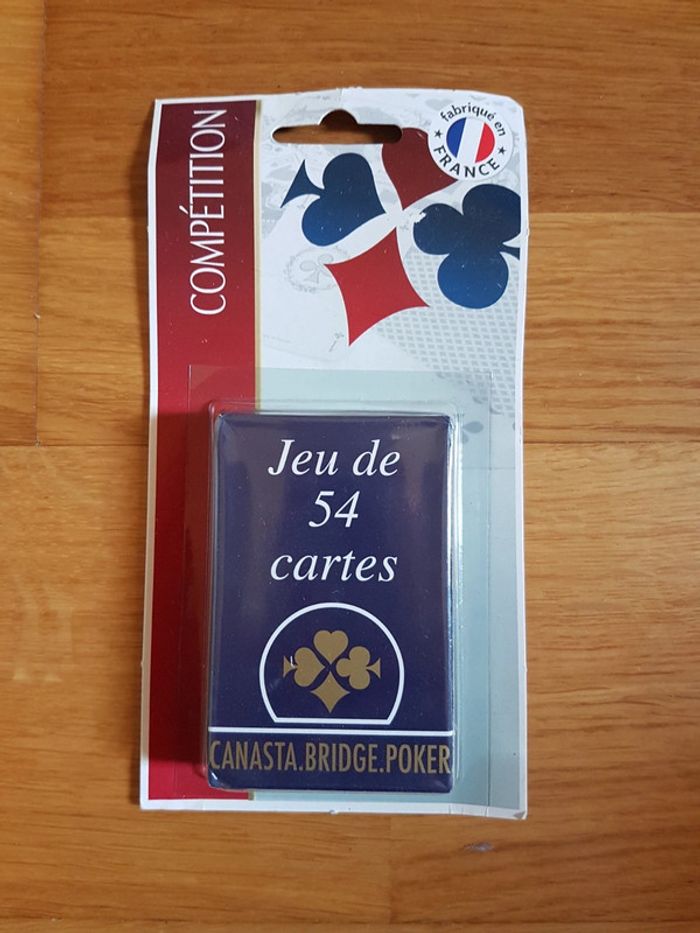 COMPÉTITION
fabriqué en
FRANCE
Jeu de
54
cartes
CANASTA.BRIDGE.POKER